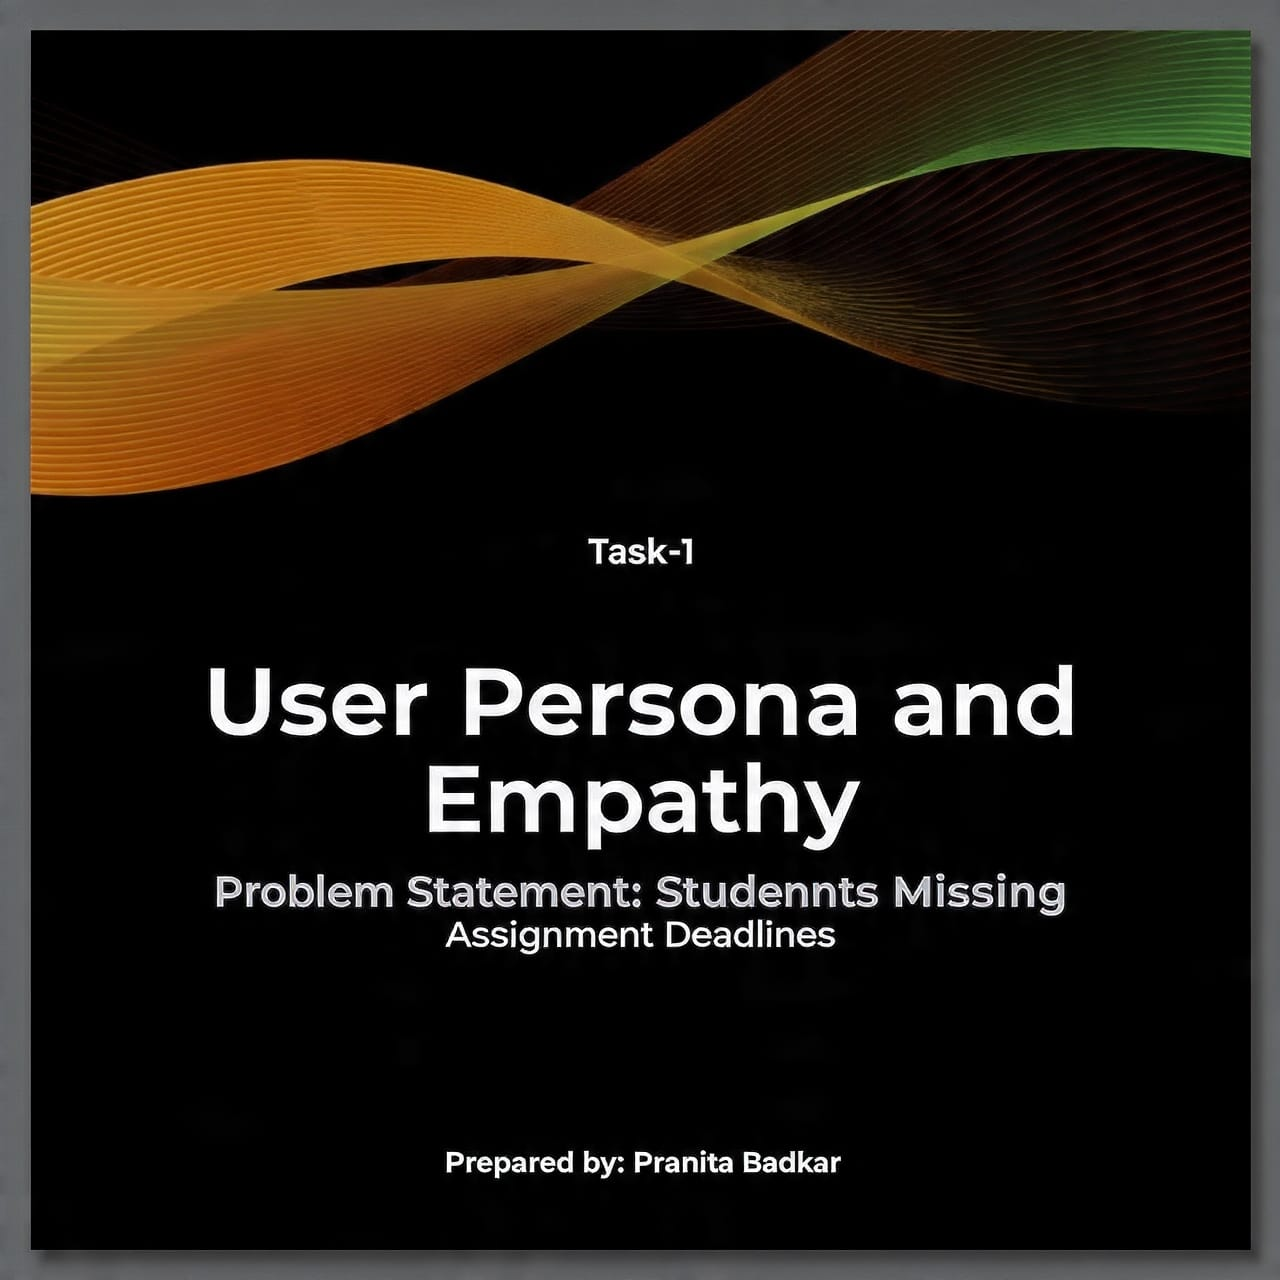 Task-1
User Persona and
Empathy
Problem Statement: Studennts Missing
Assignment Deadlines
Prepared by: Pranita Badkar